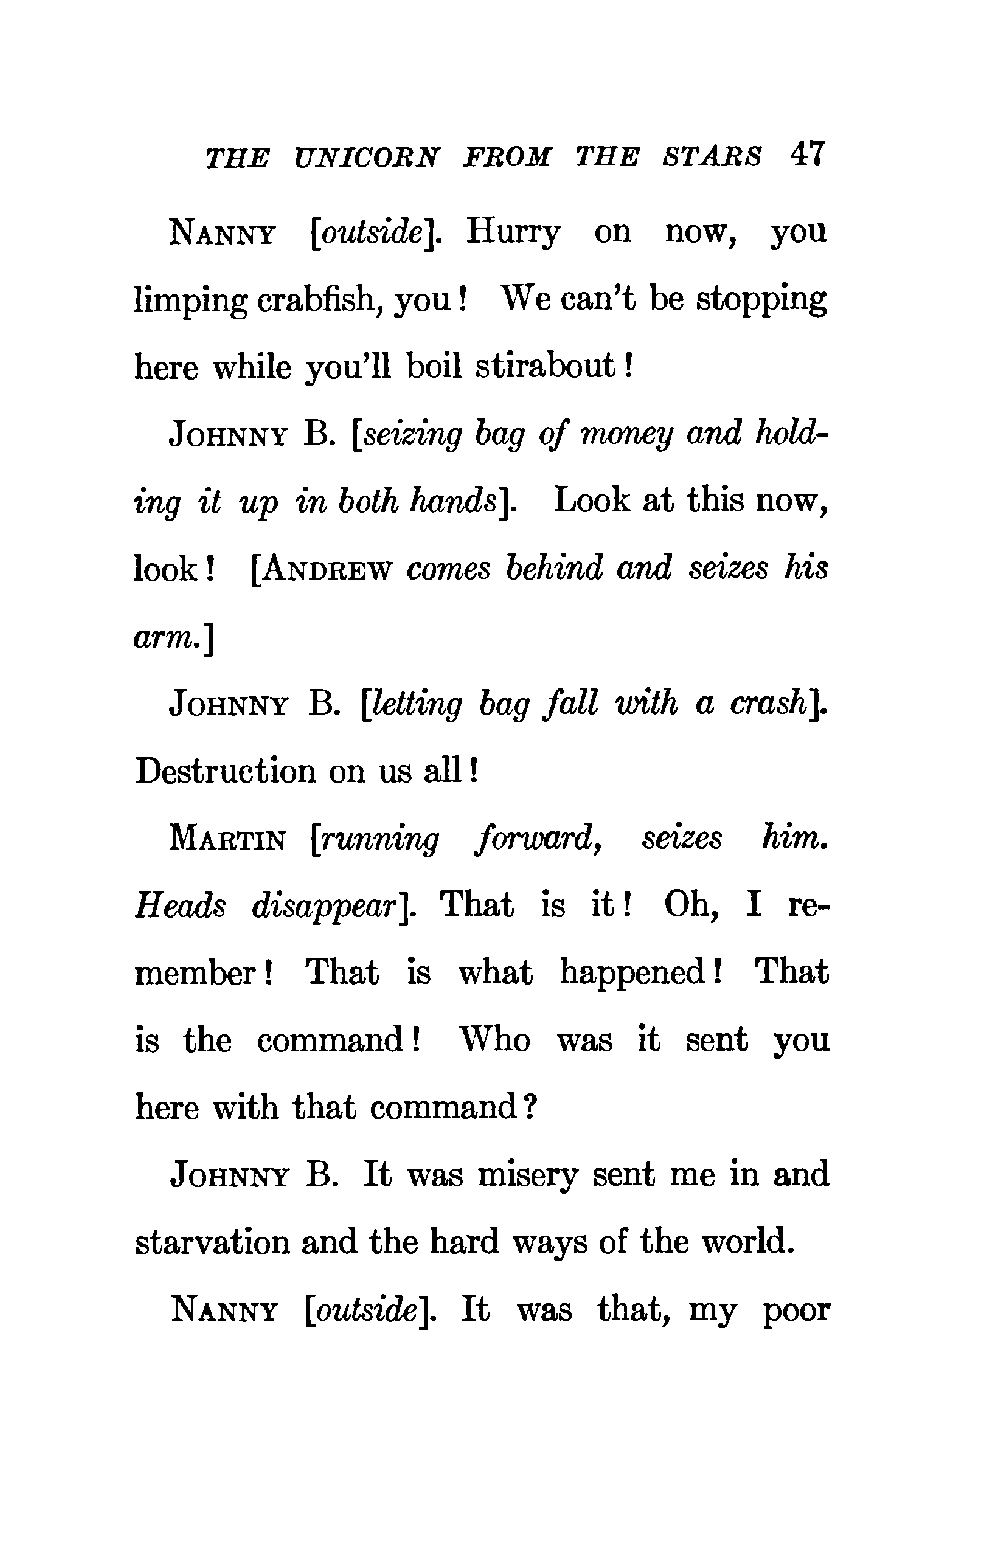 THE UNICORN FROM THE STARS 47
NANNY [outside]. Hurry on now, you
limping crabfish, you! We can't be stopping
here while you'll boil stirabout!
JOHNNY B. [seizing bag of money and hold-
ing it up in both hands]. Look at this now,
look! [ANDREW comes behind and seizes his
arm.]
JOHNNY B. [letting bag fall with a crash].
Destruction on us all!
MARTIN [running forward, seizes him.
Heads disappear]. That is it! Oh, I re-
member! That is what happened! That
is the command! Who was it sent you
here with that command?
JOHNNY B. It was misery sent me in and
starvation and the hard ways of the world.
NANNY [outside]. It was that, my poor